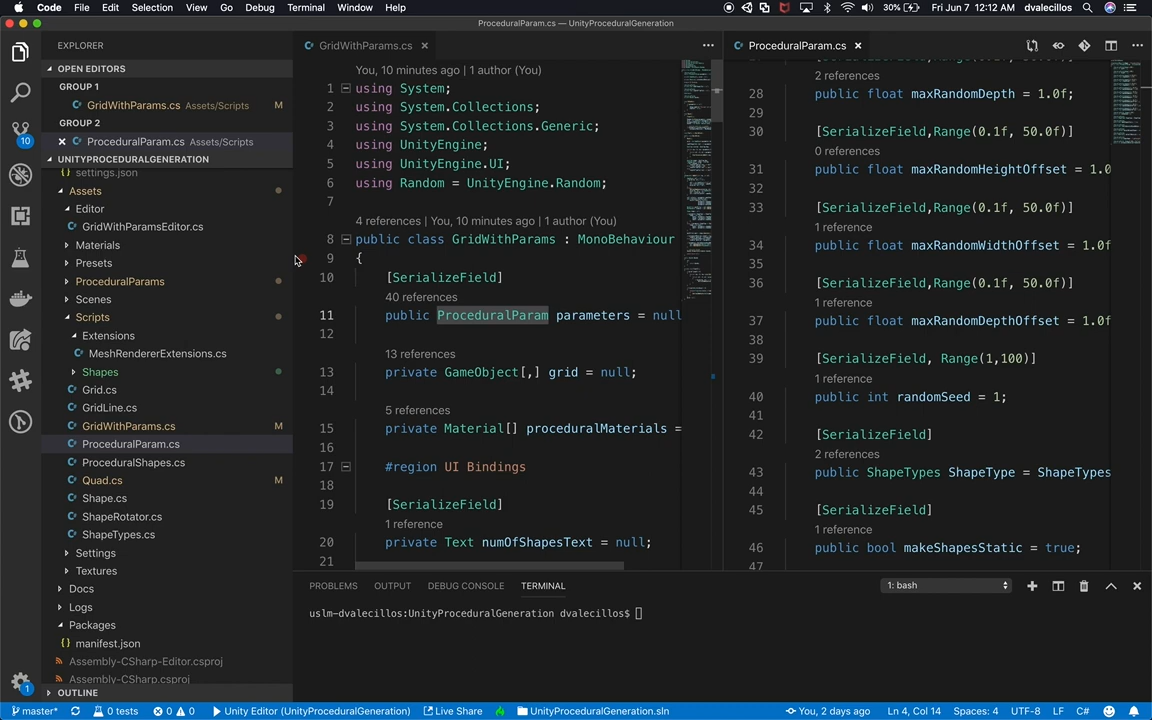 Code File Edit Selection View Go Debug Terminal Window Help 30% Fri Jun 7 12:12 AM dvalecillos
ProceduralParam.cs — UnityProceduralGeneration
EXPLORER
OPEN EDITORS
GROUP 1
GridWithParams.cs Assets/Scripts M
GROUP 2
ProceduralParam.cs Assets/Scripts
UNITYPROCEDURALGENERATION
settings.json
Assets
Editor
GridWithParamsEditor.cs
Materials
Presets
ProceduralParams
Scenes
Scripts
Extensions
MeshRendererExtensions.cs
Shapes
Grid.cs
GridLine.cs
GridWithParams.cs M
ProceduralParam.cs
ProceduralShapes.cs
Quad.cs M
Shape.cs
ShapeRotator.cs
ShapeTypes.cs
Settings
Textures
Docs
Logs
Packages
manifest.json
Assembly-CSharp-Editor.csproj
Assembly-CSharp.csproj
OUTLINE
10
1
GridWithParams.cs
You, 10 minutes ago | 1 author (You)
1 using System;
2 using System.Collections;
3 using System.Collections.Generic;
4 using UnityEngine;
5 using UnityEngine.UI;
6 using Random = UnityEngine.Random;
7
4 references | You, 10 minutes ago | 1 author (You)
8 public class GridWithParams : MonoBehaviour
9 {
10 [SerializeField]
40 references
11 public ProceduralParam parameters = null
12
13 references
13 private GameObject[,] grid = null;
14
5 references
15 private Material[] proceduralMaterials =
16
17 #region UI Bindings
18
19 [SerializeField]
1 reference
20 private Text numOfShapesText = null;
21
ProceduralParam.cs
2 references
28 public float maxRandomDepth = 1.0f;
29
30 [SerializeField,Range(0.1f, 50.0f)]
0 references
31 public float maxRandomHeightOffset = 1.0
32
33 [SerializeField,Range(0.1f, 50.0f)]
1 reference
34 public float maxRandomWidthOffset = 1.0f
35
36 [SerializeField,Range(0.1f, 50.0f)]
1 reference
37 public float maxRandomDepthOffset = 1.0f
38
39 [SerializeField, Range(1,100)]
1 reference
40 public int randomSeed = 1;
41
42 [SerializeField]
2 references
43 public ShapeTypes ShapeType = ShapeTypes
44
45 [SerializeField]
1 reference
46 public bool makeShapesStatic = true;
47
PROBLEMS OUTPUT DEBUG CONSOLE TERMINAL 1: bash
uslm-dvalecillos:UnityProceduralGeneration dvalecillos$
master* 0 tests 0 0 Unity Editor (UnityProceduralGeneration) Live Share UnityProceduralGeneration.sln You, 2 days ago Ln 4, Col 14 Spaces: 4 UTF-8 LF C#